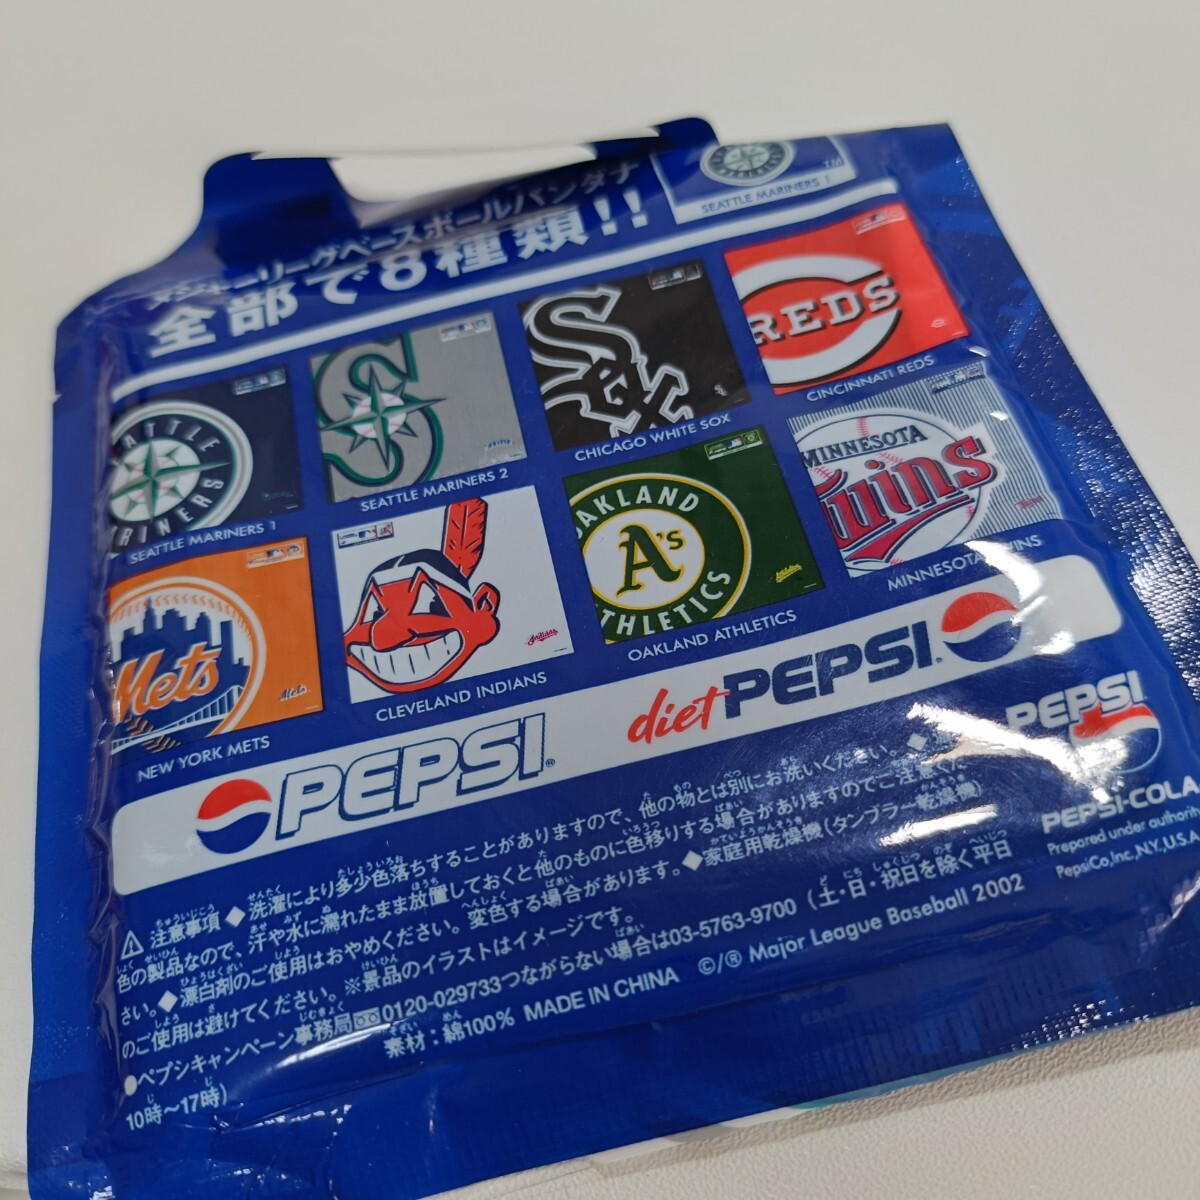 メジャーリーグベースボールバンダナ
全部で8種類!!
SEATTLE MARINERS 1
TM
SEATTLE MARINERS 1
SEATTLE MARINERS 2
CHICAGO WHITE SOX
REDS
CINCINNATI REDS
Mets
Mets
NEW YORK METS
Indians
CLEVELAND INDIANS
OAKLAND
A's
ATHLETICS
Athletics
OAKLAND ATHLETICS
MINNESOTA
Twins
MINNESOTA TWINS
PEPSI®
diet PEPSI
PEPSI
PEPSI-COLA
Prepared under authority
PepsiCo, Inc., N.Y. U.S.A.
⚠注意事項 ◆洗濯により多少色落ちすることがありますので、他の物とは別にお洗いください。◆
色の製品なので、汗や水に濡れたまま放置しておくと他のものに色移りする場合がありますのでご注意くだ
さい。◆漂白剤のご使用はおやめください。変色する場合があります。◆家庭用乾燥機(タンブラー乾燥機)
のご使用は避けてください。※景品のイラストはイメージです。
●ペプシキャンペーン事務局 0120-029733つながらない場合は03-5763-9700 (土・日・祝日を除く平日
10時〜17時)
素材:綿100% MADE IN CHINA ©/® Major League Baseball 2002